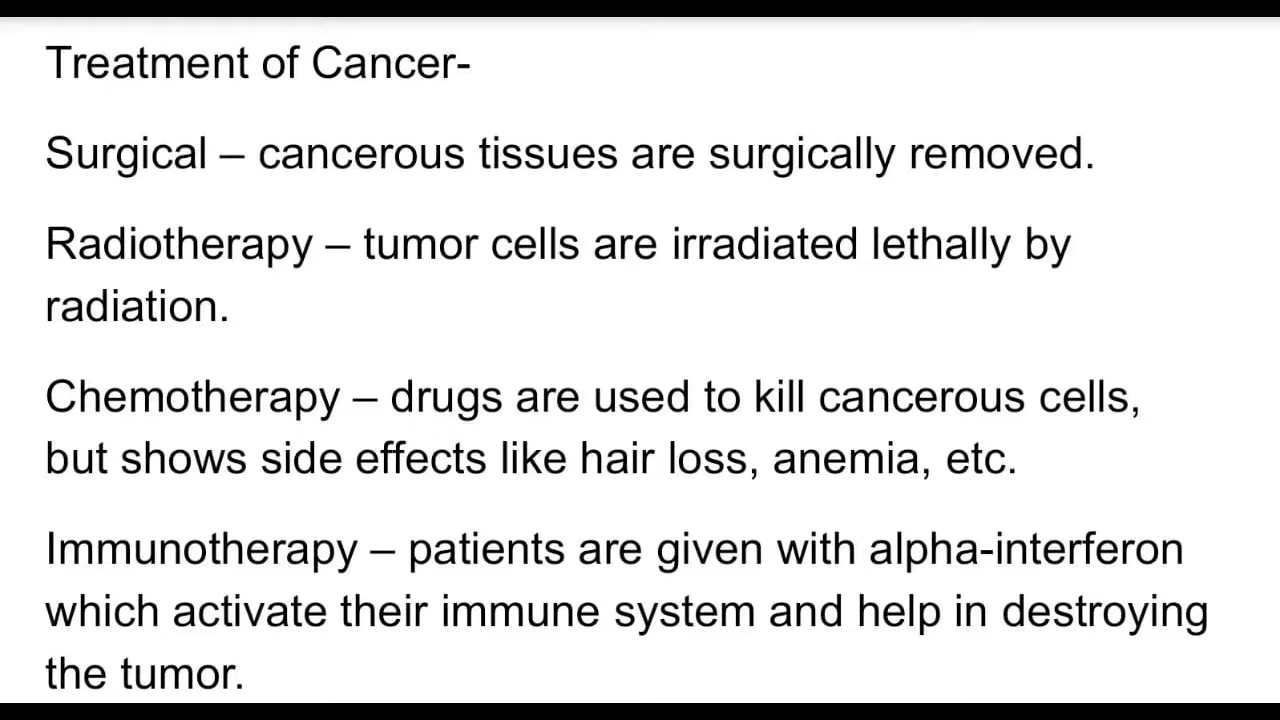 Treatment of Cancer-
Surgical – cancerous tissues are surgically removed.
Radiotherapy – tumor cells are irradiated lethally by
radiation.
Chemotherapy – drugs are used to kill cancerous cells,
but shows side effects like hair loss, anemia, etc.
Immunotherapy – patients are given with alpha-interferon
which activate their immune system and help in destroying
the tumor.